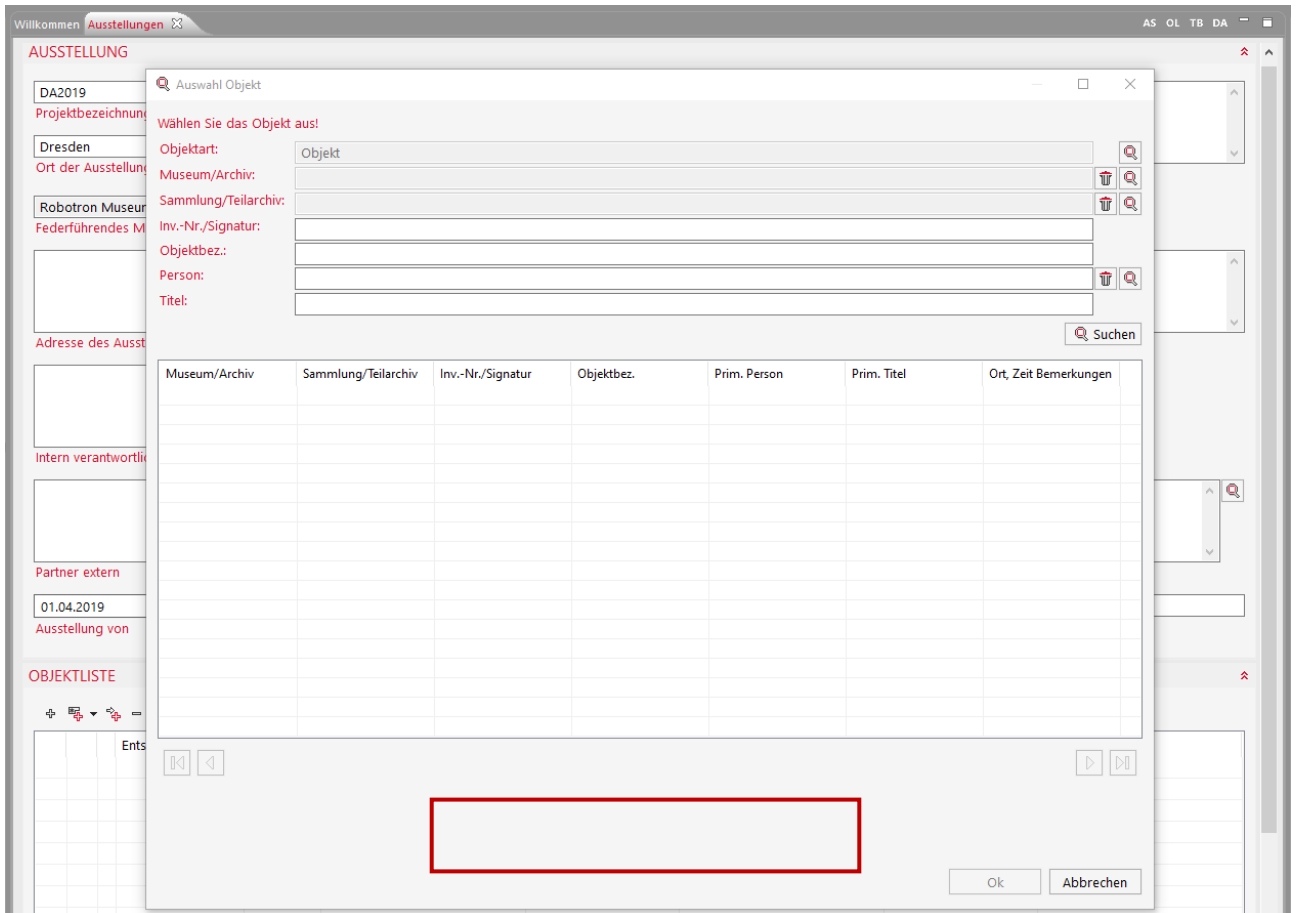 Willkommen Ausstellungen AS OL TB DA
AUSSTELLUNG
DA2019
Projektbezeichnung
Dresden
Ort der Ausstellung
Robotron Museum
Federführendes M
Adresse des Ausst
Intern verantwortli
Partner extern
01.04.2019
Ausstellung von
OBJEKTLISTE
Ents
Auswahl Objekt
Wählen Sie das Objekt aus!
Objektart: Objekt
Museum/Archiv:
Sammlung/Teilarchiv:
Inv.-Nr./Signatur:
Objektbez.:
Person:
Titel:
Suchen
Museum/Archiv Sammlung/Teilarchiv Inv.-Nr./Signatur Objektbez. Prim. Person Prim. Titel Ort, Zeit Bemerkungen
Ok Abbrechen